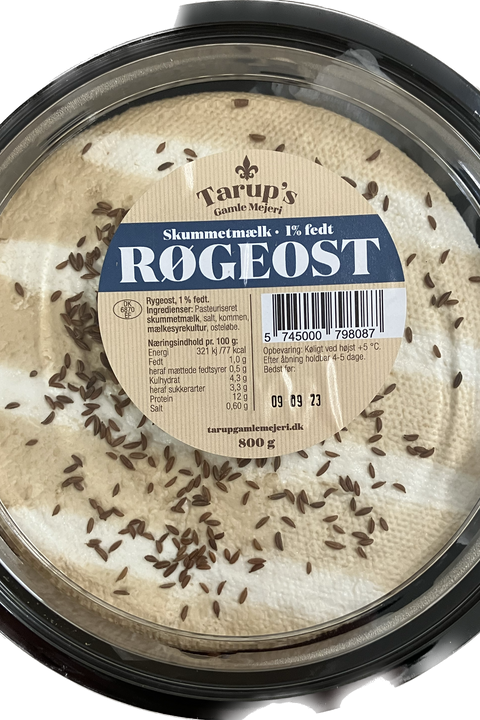 Tarup's
Gamle Mejeri
Skummetmælk · 1% fedt
RØGEOST
DK
6870
EF
Rygeost, 1% fedt.
Ingredienser: Pasteuriseret
skummetmælk, salt, kommen,
mælkesyrekultur, osteløbe.
Næringsindhold pr. 100 g:
Energi 321 kj/77 kcal
Fedt 1,0 g
heraf mættede fedtsyrer 0,5 g
Kulhydrat 4,3 g
heraf sukkerarter 3,3 g
Protein 12 g
Salt 0,60 g
5 745000 798087
Opbevaring: Køligt ved højst +5 °C.
Efter åbning holdbar 4-5 dage.
Bedst før:
09 09 23
tarupgamlemejeri.dk
800 g